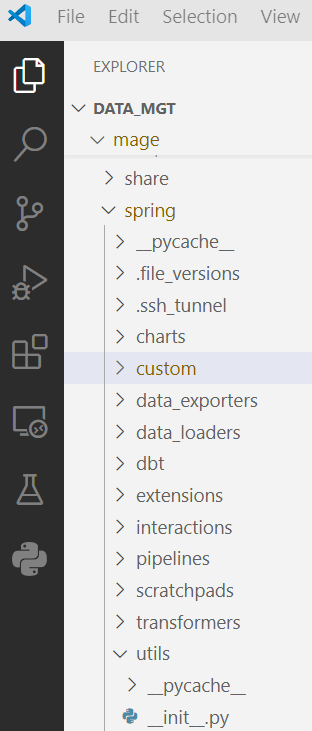 File Edit Selection View
EXPLORER
DATA_MGT
mage
share
spring
__pycache__
.file_versions
.ssh_tunnel
charts
custom
data_exporters
data_loaders
dbt
extensions
interactions
pipelines
scratchpads
transformers
utils
__pycache__
__init__.py